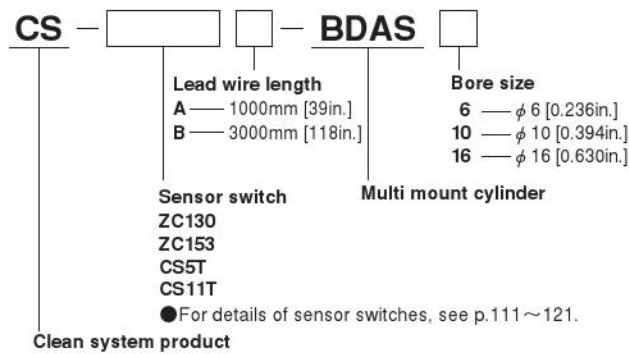 CS － － BDAS
Lead wire length
A 1000mm [39in.]
B 3000mm [118in.]
Bore size
6 φ 6 [0.236in.]
10 φ 10 [0.394in.]
16 φ 16 [0.630in.]
Sensor switch
ZC130
ZC153
CS5T
CS11T
●For details of sensor switches, see p.111～121.
Multi mount cylinder
Clean system product